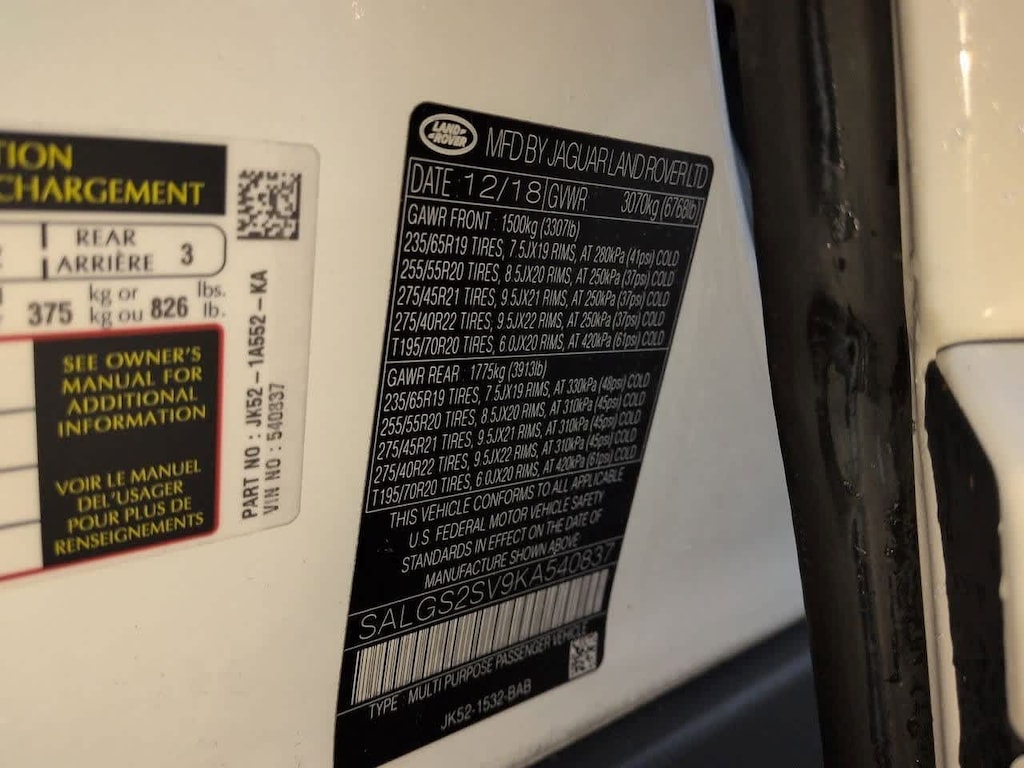 TION
CHARGEMENT
REAR
ARRIÈRE 3
375 kg or
kg ou 826 lbs.
lb.
SEE OWNER'S
MANUAL FOR
ADDITIONAL
INFORMATION
VOIR LE MANUEL
DEL'USAGER
POUR PLUS DE
RENSEIGNEMENTS
PART NO : JK52-1A552-KA
VIN NO : 540837
LAND-
ROVER
MFD BY JAGUAR LAND ROVER LTD
DATE 12/18 GVWR 3070kg (6768lb)
GAWR FRONT 1500kg (3307lb)
235/65R19 TIRES, 7.5JX19 RIMS, AT 280kPa (41psi) COLD
255/55R20 TIRES, 8.5JX20 RIMS, AT 250kPa (37psi) COLD
275/45R21 TIRES, 9.5JX21 RIMS, AT 250kPa (37psi) COLD
275/40R22 TIRES, 9.5JX22 RIMS, AT 250kPa (37psi) COLD
T195/70R20 TIRES, 6.0JX20 RIMS, AT 420kPa (61psi) COLD
GAWR REAR 1775kg (3913lb)
235/65R19 TIRES, 7.5JX19 RIMS, AT 330kPa (48psi) COLD
255/55R20 TIRES, 8.5JX20 RIMS, AT 310kPa (45psi) COLD
275/45R21 TIRES, 9.5JX21 RIMS, AT 310kPa (45psi) COLD
275/40R22 TIRES, 9.5JX22 RIMS, AT 310kPa (45psi) COLD
T195/70R20 TIRES, 6.0JX20 RIMS, AT 420kPa (61psi) COLD
THIS VEHICLE CONFORMS TO ALL APPLICABLE
U.S. FEDERAL MOTOR VEHICLE SAFETY
STANDARDS IN EFFECT ON THE DATE OF
MANUFACTURE SHOWN ABOVE
SALGS2SV9KA540837
TYPE : MULTI PURPOSE PASSENGER VEHICLE
JK52-1532-BAB